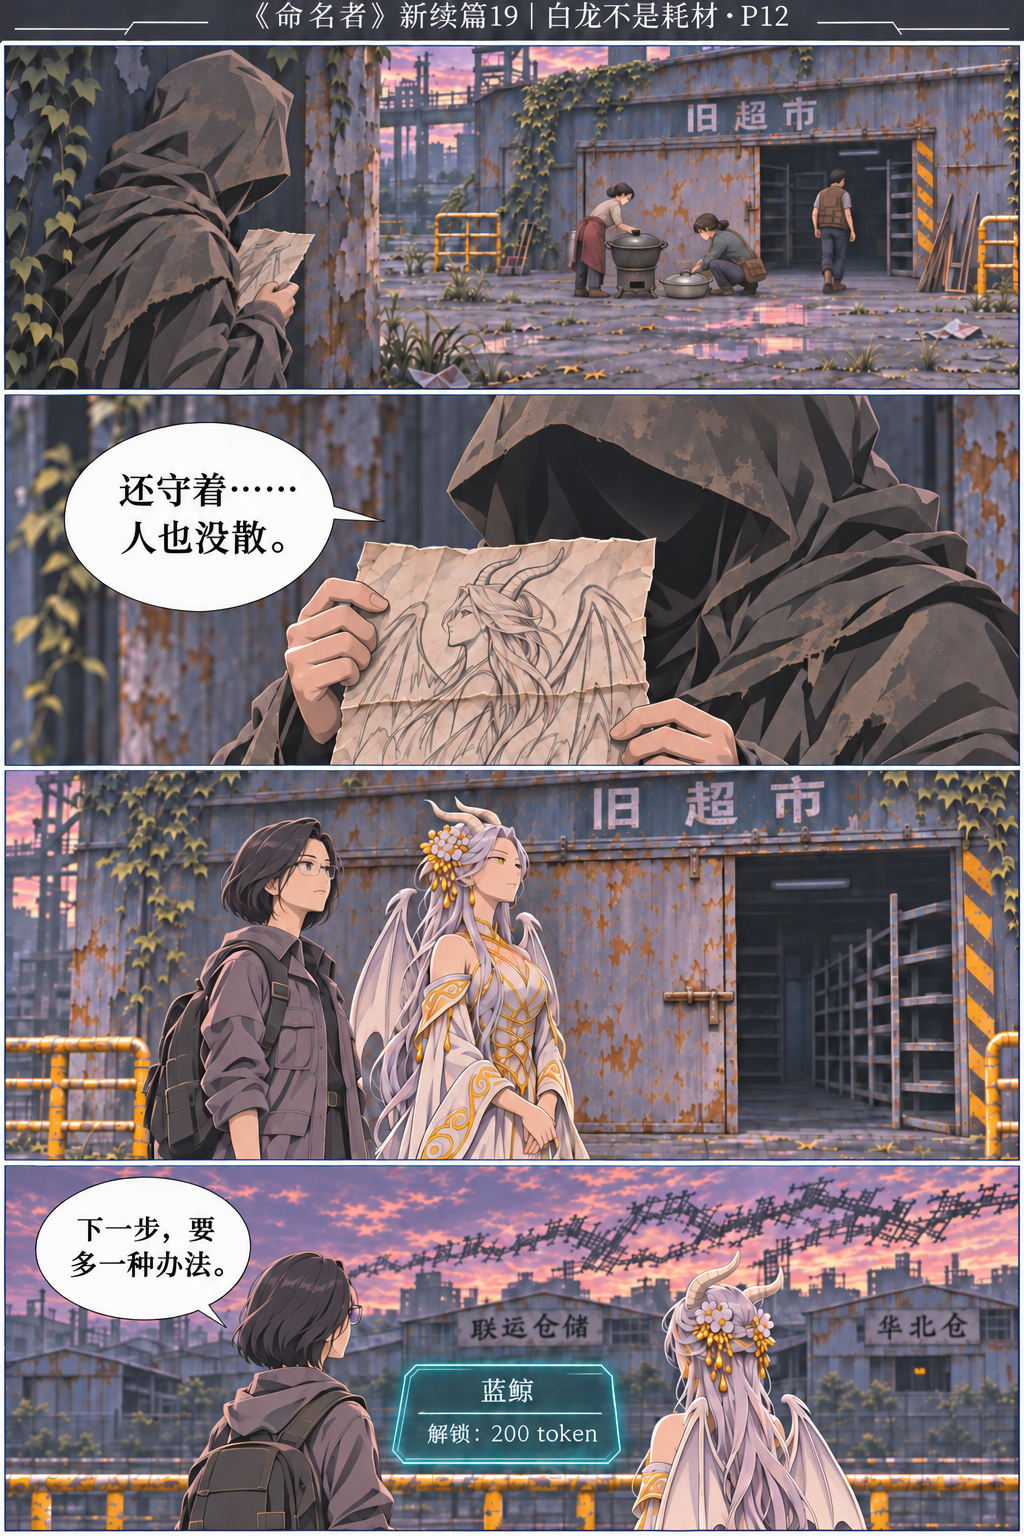 《命名者》新续篇19｜白龙不是耗材·P12
旧超市
还守着……
人也没散。
旧超市
下一步，要
多一种办法。
联运仓储
华北仓
蓝鲸
解锁：200 token